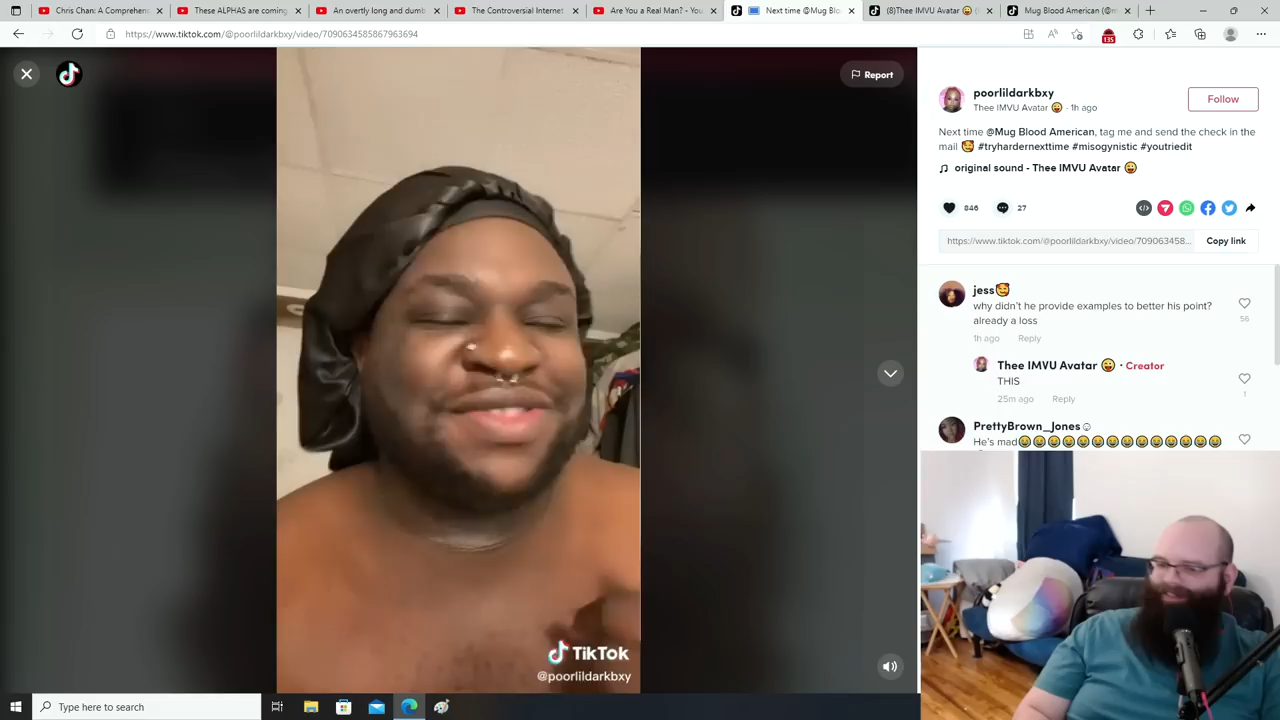 Chris Chan: A Comprehen
These ALPHAS are coming
An overtly long and dumb
The Controversial Internet
Are You a Real Man? - You
Next time @Mug Blo
(8)Thee IMVU Avatar 😜 (
Mug Blood American (@m
https://www.tiktok.com/@poorlildarkbxy/video/7090634585867963694
135
Report
poorlildarkbxy
Thee IMVU Avatar 😜 · 1h ago
Follow
Next time @Mug Blood American, tag me and send the check in the
mail 🥰 #tryhardernexttime #misogynistic #youtriedit
original sound - Thee IMVU Avatar 😜
846
27
https://www.tiktok.com/@poorlildarkbxy/video/709063458...
Copy link
jess🥰
why didn't he provide examples to better his point?
already a loss
56
1h ago
Reply
Thee IMVU Avatar 😜 · Creator
THIS
25m ago
Reply
1
PrettyBrown_Jones☺
He's mad😂😂😂😂😂😂😂😂😂😂😂😂😂😂
TikTok
@poorlildarkbxy
Type here to search